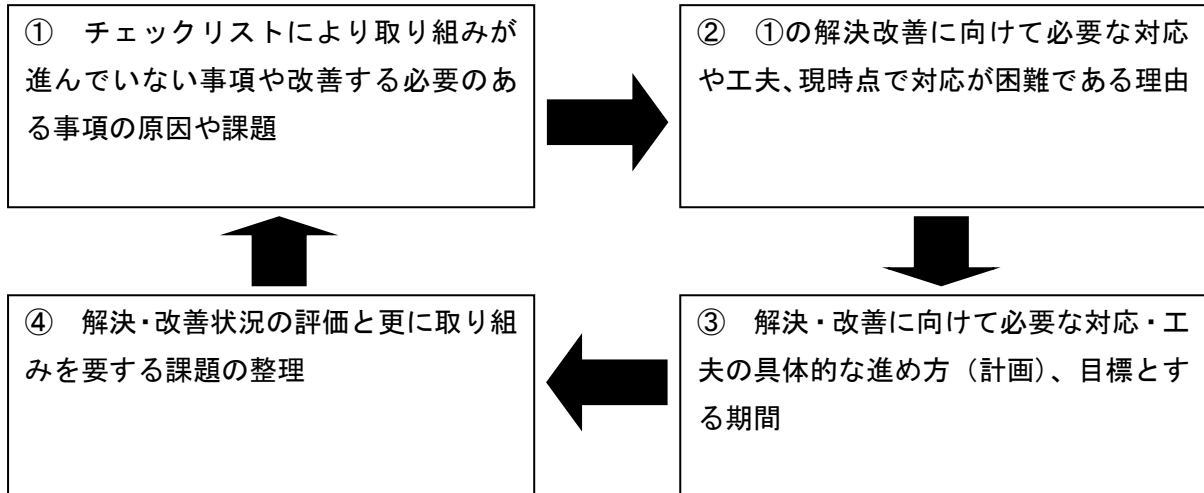 ① チェックリストにより取り組みが
進んでいない事項や改善する必要のあ
る事項の原因や課題
② ①の解決改善に向けて必要な対応
や工夫、現時点で対応が困難である理由
③ 解決・改善に向けて必要な対応・工
夫の具体的な進め方（計画）、目標とす
る期間
④ 解決・改善状況の評価と更に取り組
みを要する課題の整理